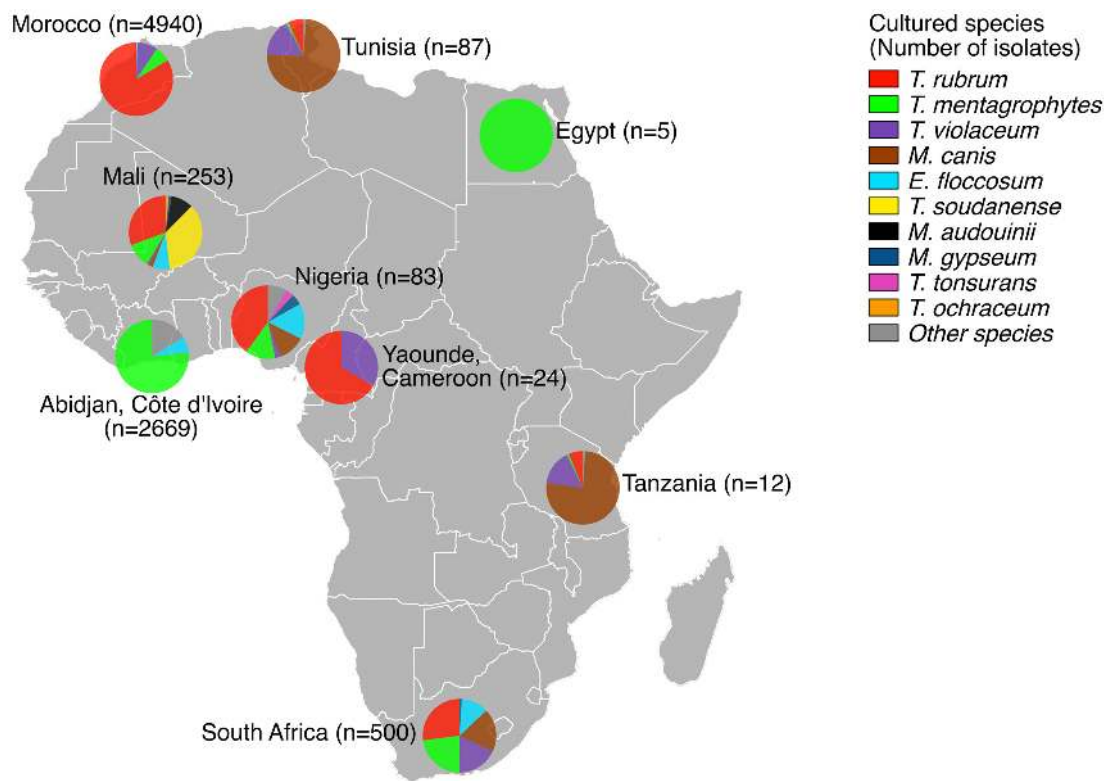 Morocco (n=4940)
Tunisia (n=87)
Egypt (n=5)
Mali (n=253)
Nigeria (n=83)
Yaounde,
Cameroon (n=24)
Abidjan, Côte d'Ivoire
(n=2669)
Tanzania (n=12)
South Africa (n=500)
Cultured species
(Number of isolates)
T. rubrum
T. mentagrophytes
T. violaceum
M. canis
E. floccosum
T. soudanense
M. audouinii
M. gypseum
T. tonsurans
T. ochraceum
Other species